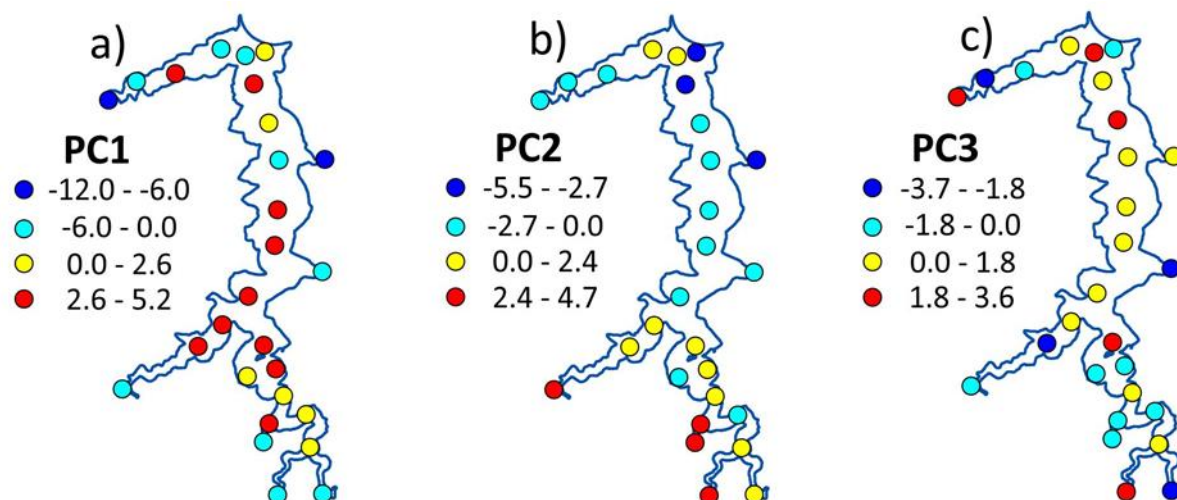 a)
PC1
-12.0 - -6.0
-6.0 - 0.0
0.0 - 2.6
2.6 - 5.2
b)
PC2
-5.5 - -2.7
-2.7 - 0.0
0.0 - 2.4
2.4 - 4.7
c)
PC3
-3.7 - -1.8
-1.8 - 0.0
0.0 - 1.8
1.8 - 3.6